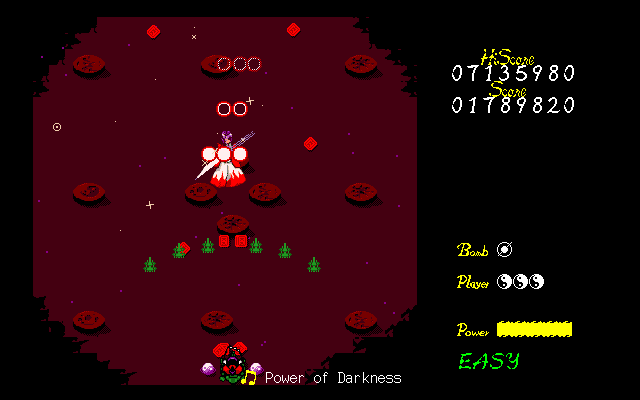 HiScore
07135980
Score
01789820
Bomb
Player
Power
EASY
Power of Darkness